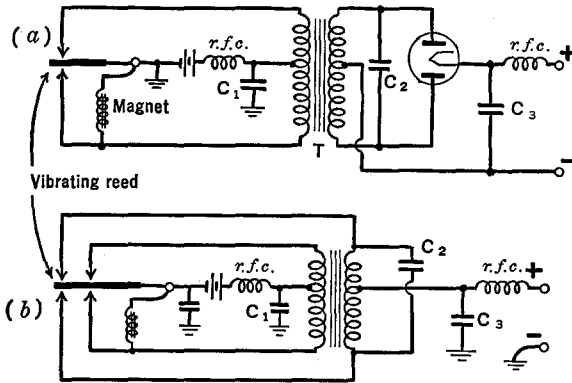 (a)
r.f.c.
C1
Magnet
T
C2
r.f.c.
+
C3
-
Vibrating reed
(b)
r.f.c.
C1
C2
r.f.c.
+
C3
-